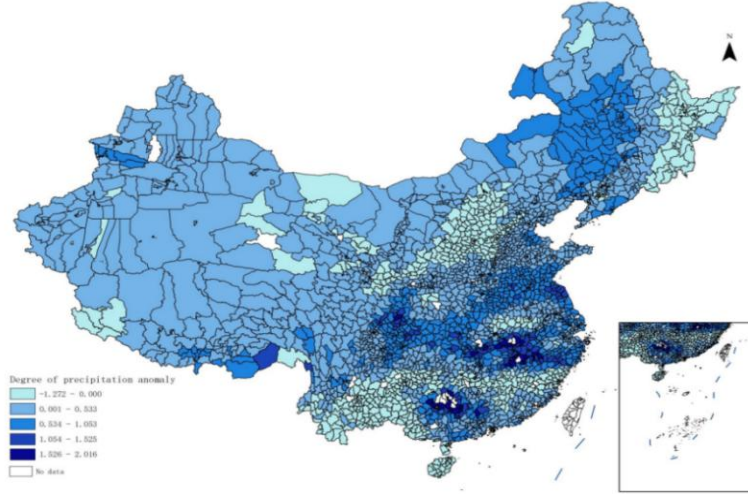 N
Degree of precipitation anomaly
-1.272 - 0.000
0.001 - 0.533
0.534 - 1.053
1.054 - 1.525
1.526 - 2.016
No data